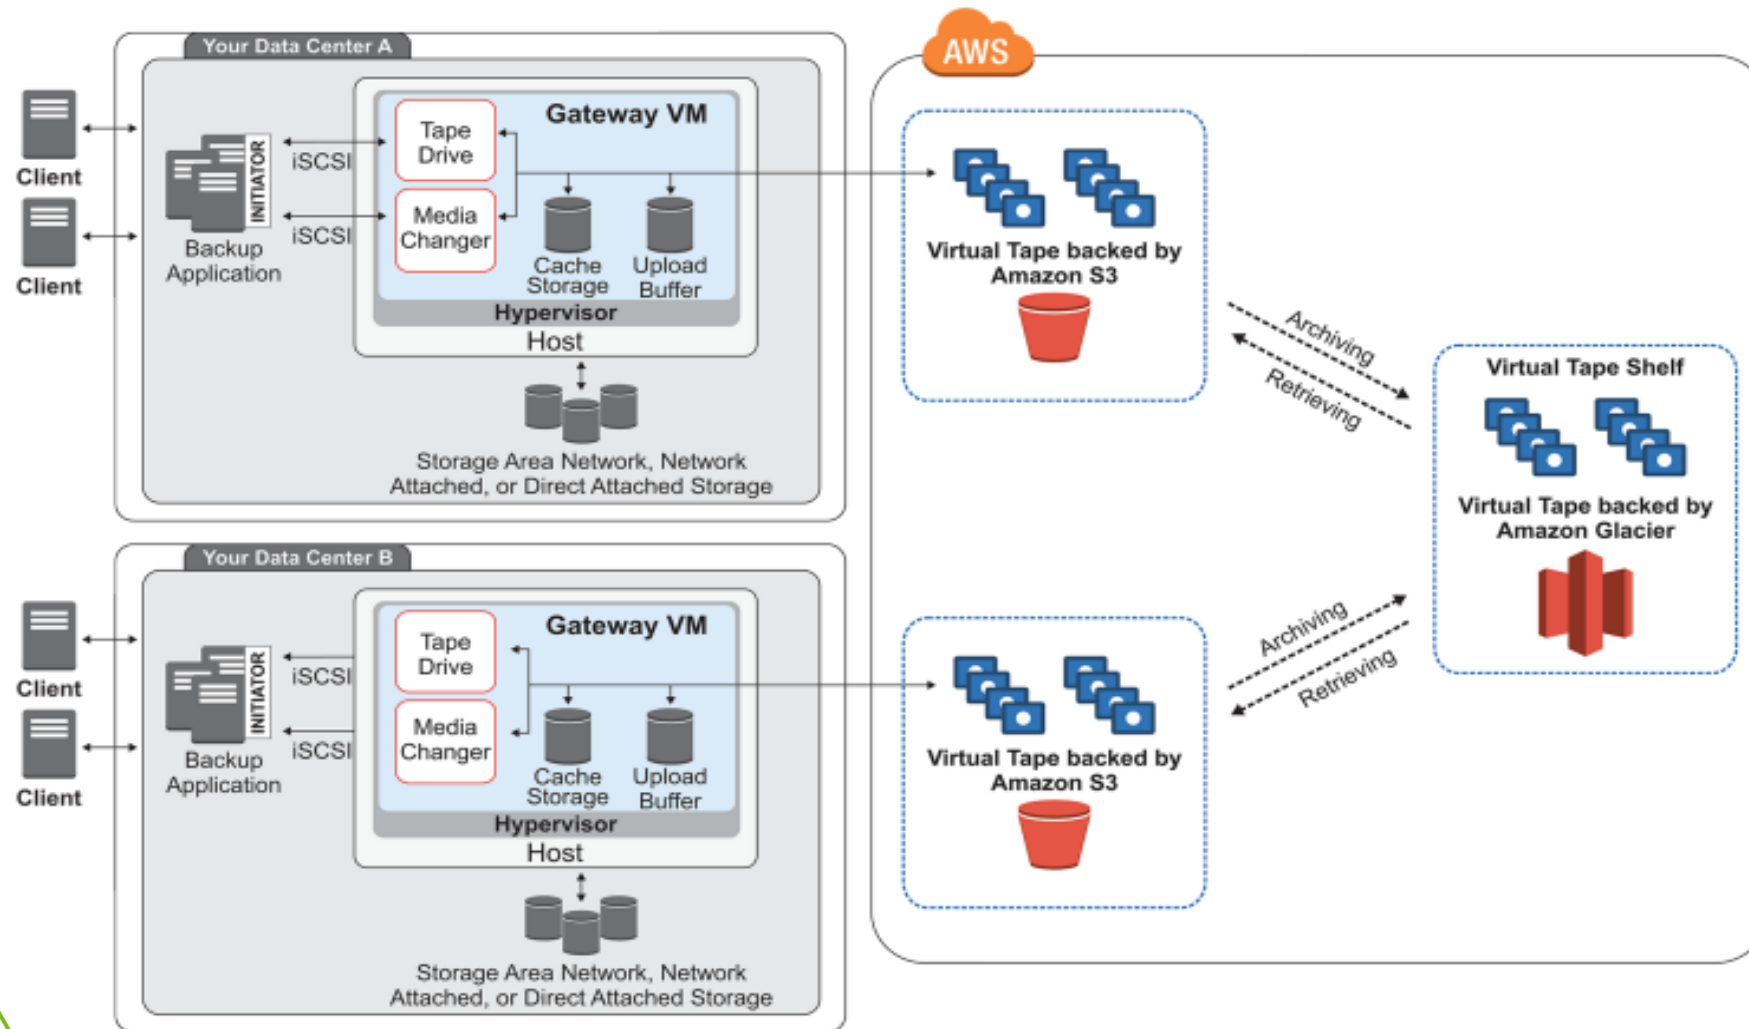 Your Data Center A
Client
Client
Backup
Application
INITIATOR
iSCSI
iSCSI
Tape
Drive
Media
Changer
Gateway VM
Cache
Storage
Upload
Buffer
Hypervisor
Host
Storage Area Network, Network
Attached, or Direct Attached Storage
Your Data Center B
Client
Client
Backup
Application
INITIATOR
iSCSI
iSCSI
Tape
Drive
Media
Changer
Gateway VM
Cache
Storage
Upload
Buffer
Hypervisor
Host
Storage Area Network, Network
Attached, or Direct Attached Storage
AWS
Virtual Tape backed by
Amazon S3
Archiving
Retrieving
Virtual Tape Shelf
Virtual Tape backed by
Amazon Glacier
Archiving
Retrieving
Virtual Tape backed by
Amazon S3